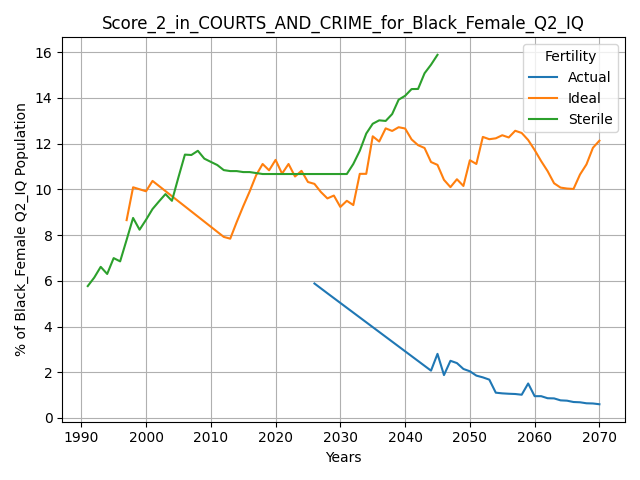 Score_2_in_COURTS_AND_CRIME_for_Black_Female_Q2_IQ
% of Black_Female Q2_IQ Population
16
14
12
10
8
6
4
2
0
Fertility
Actual
Ideal
Sterile
1990 2000 2010 2020 2030 2040 2050 2060 2070
Years